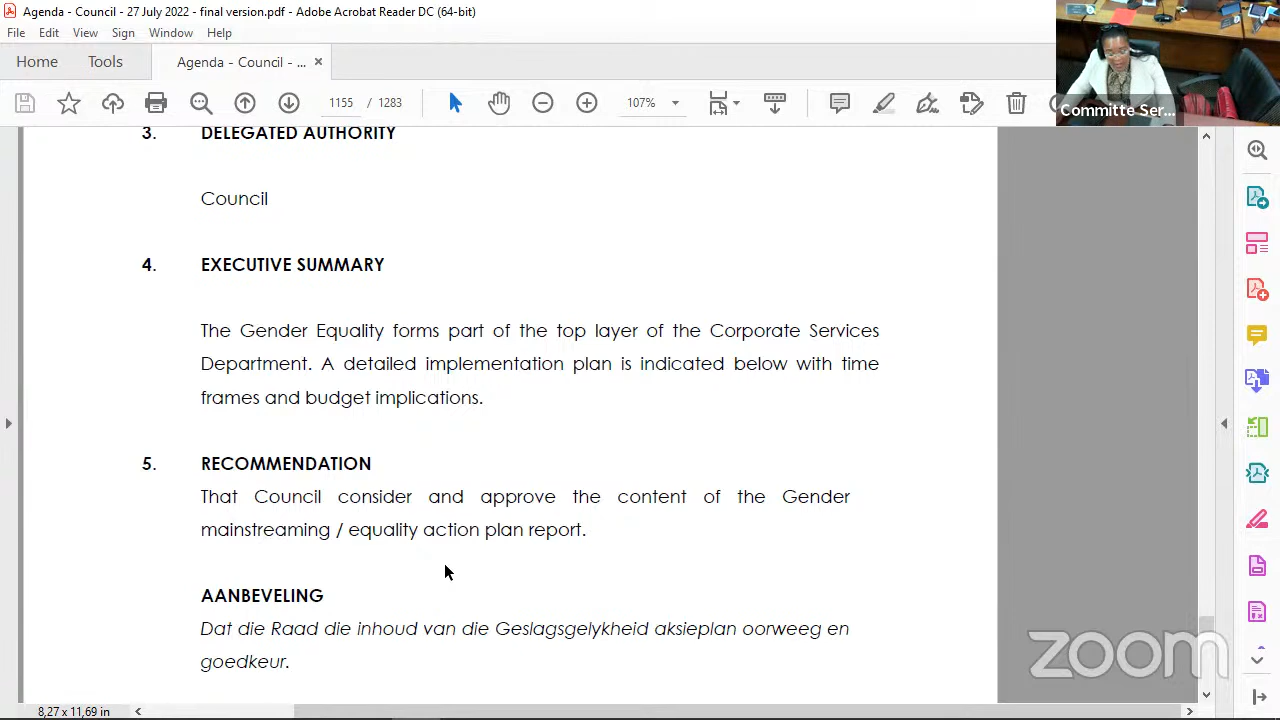 Agenda - Council - 27 July 2022 - final version.pdf - Adobe Acrobat Reader DC (64-bit)
File Edit View Sign Window Help
Home Tools Agenda - Council - ... ×
1155 / 1283 107%
Committe Ser...
3. DELEGATED AUTHORITY
Council
4. EXECUTIVE SUMMARY
The Gender Equality forms part of the top layer of the Corporate Services
Department. A detailed implementation plan is indicated below with time
frames and budget implications.
5. RECOMMENDATION
That Council consider and approve the content of the Gender
mainstreaming / equality action plan report.
AANBEVELING
Dat die Raad die inhoud van die Geslagsgelykheid aksieplan oorweeg en
goedkeur.
zoom
8,27 x 11,69 in